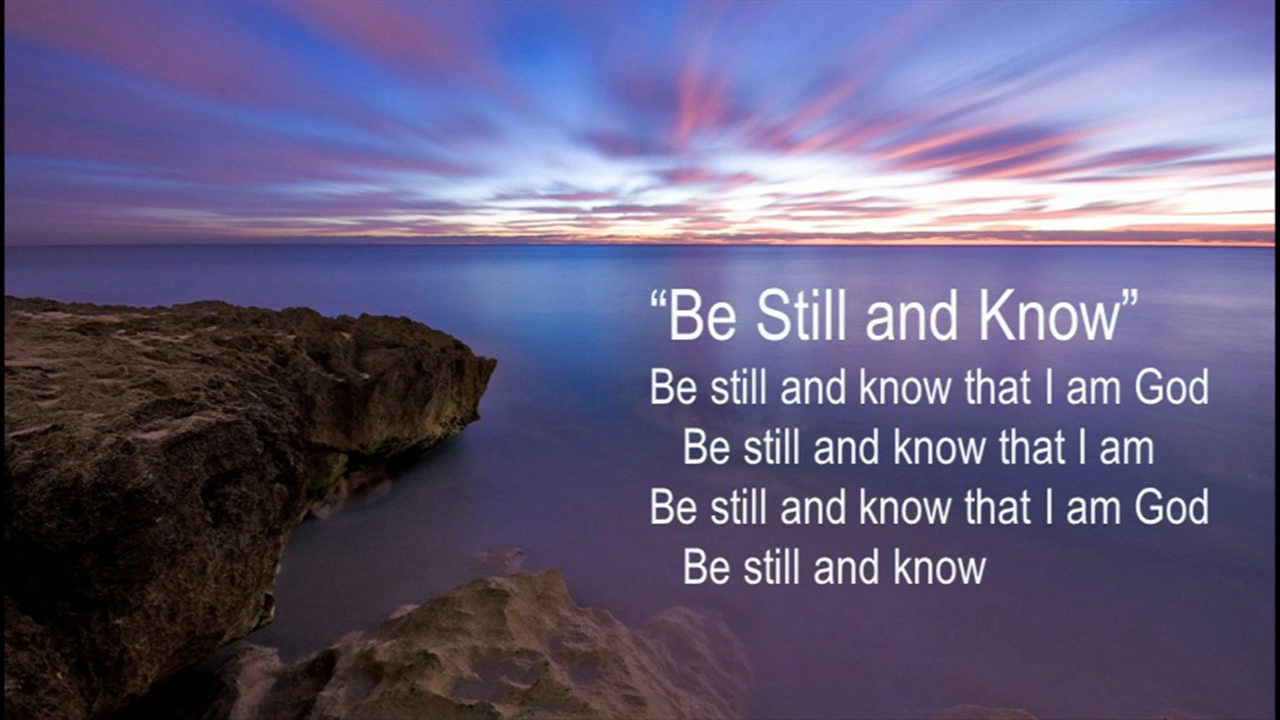 “Be Still and Know”
Be still and know that I am God
Be still and know that I am
Be still and know that I am God
Be still and know